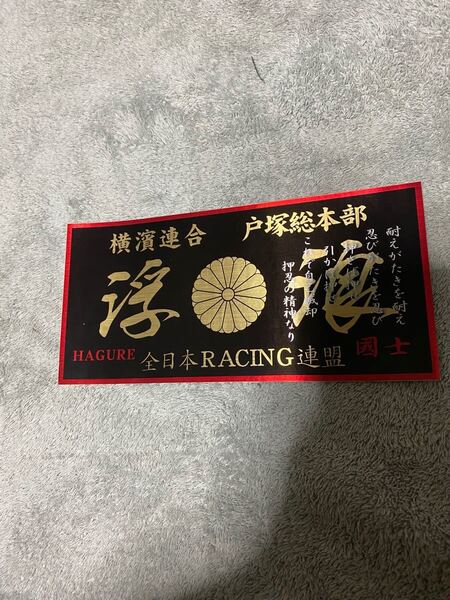 横濱連合
戸塚総本部
浮浪
耐えがたきを耐え
忍びがたきを忍び
押忍の精神なり
HAGURE
全日本RACING連盟
國士